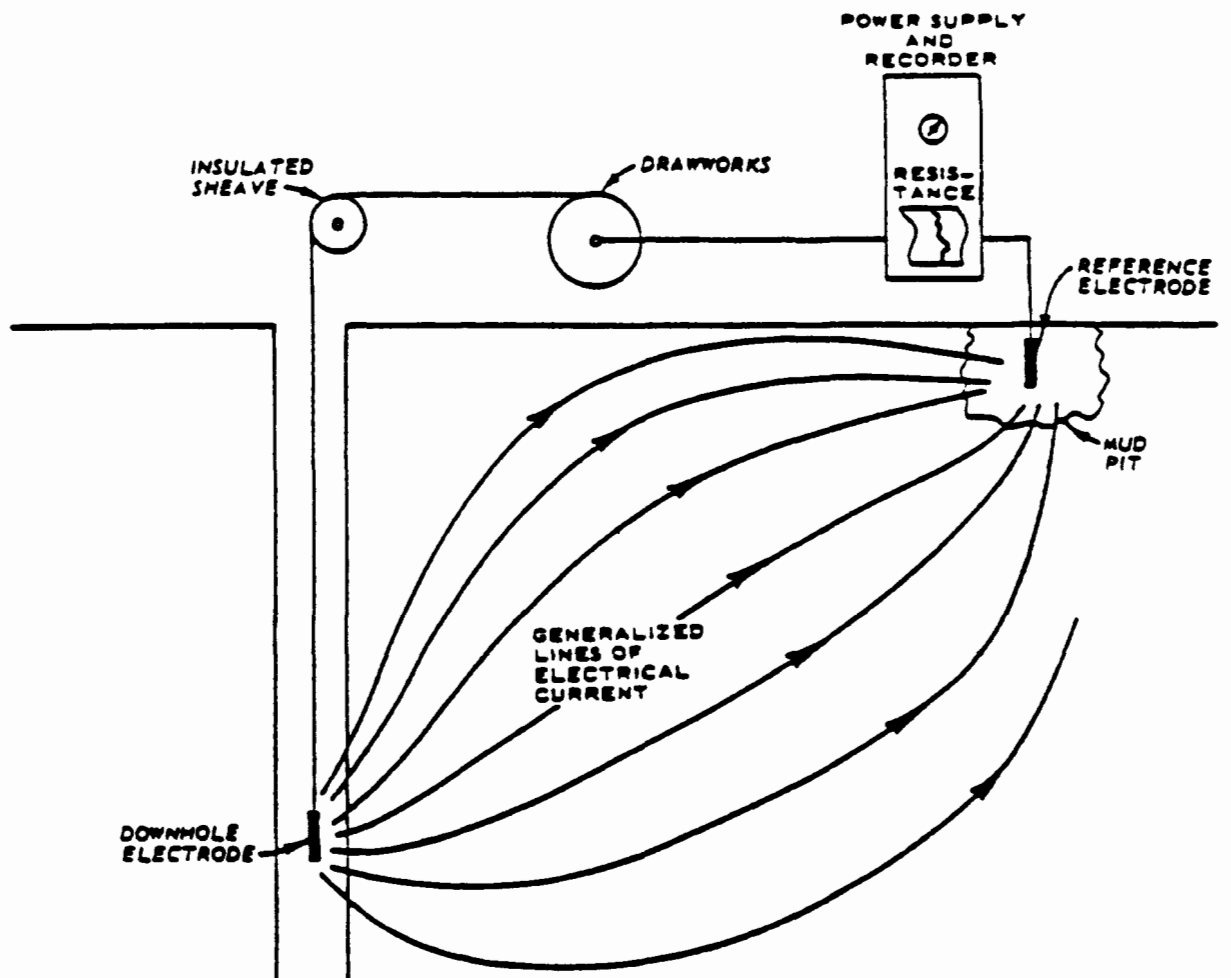 POWER SUPPLY
AND
RECORDER
INSULATED
SHEAVE
DRAWWORKS
RESIS-
TANCE
REFERENCE
ELECTRODE
MUD
PIT
GENERALIZED
LINES OF
ELECTRICAL
CURRENT
DOWNHOLE
ELECTRODE